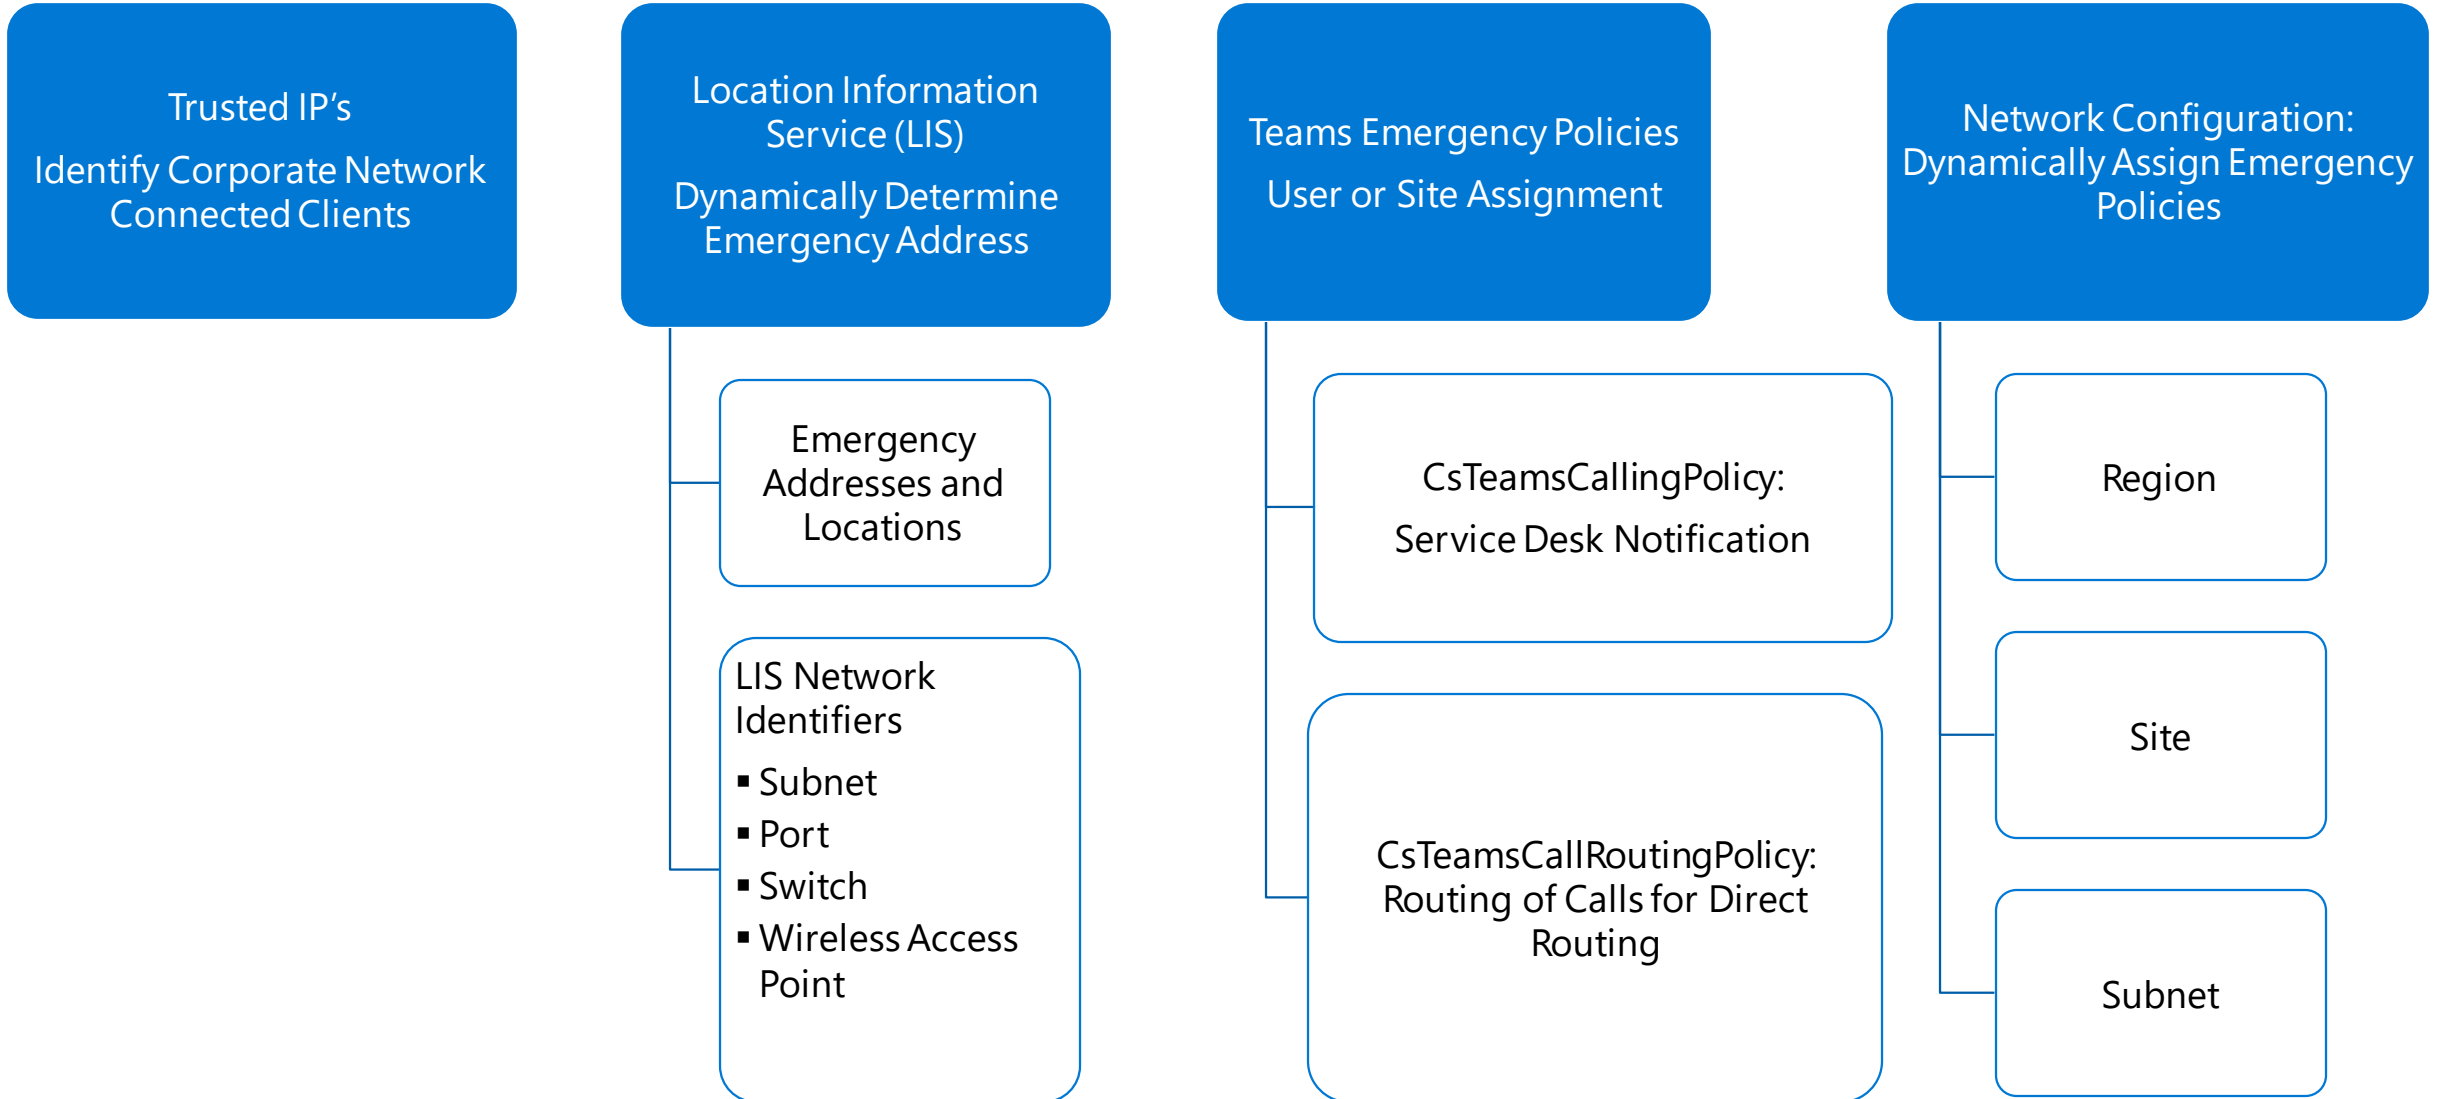 Trusted IP's
Identify Corporate Network
Connected Clients
Location Information
Service (LIS)
Dynamically Determine
Emergency Address
Emergency
Addresses and
Locations
LIS Network
Identifiers
▪ Subnet
▪ Port
▪ Switch
▪ Wireless Access
Point
Teams Emergency Policies
User or Site Assignment
CsTeamsCallingPolicy:
Service Desk Notification
CsTeamsCallRoutingPolicy:
Routing of Calls for Direct
Routing
Network Configuration:
Dynamically Assign Emergency
Policies
Region
Site
Subnet